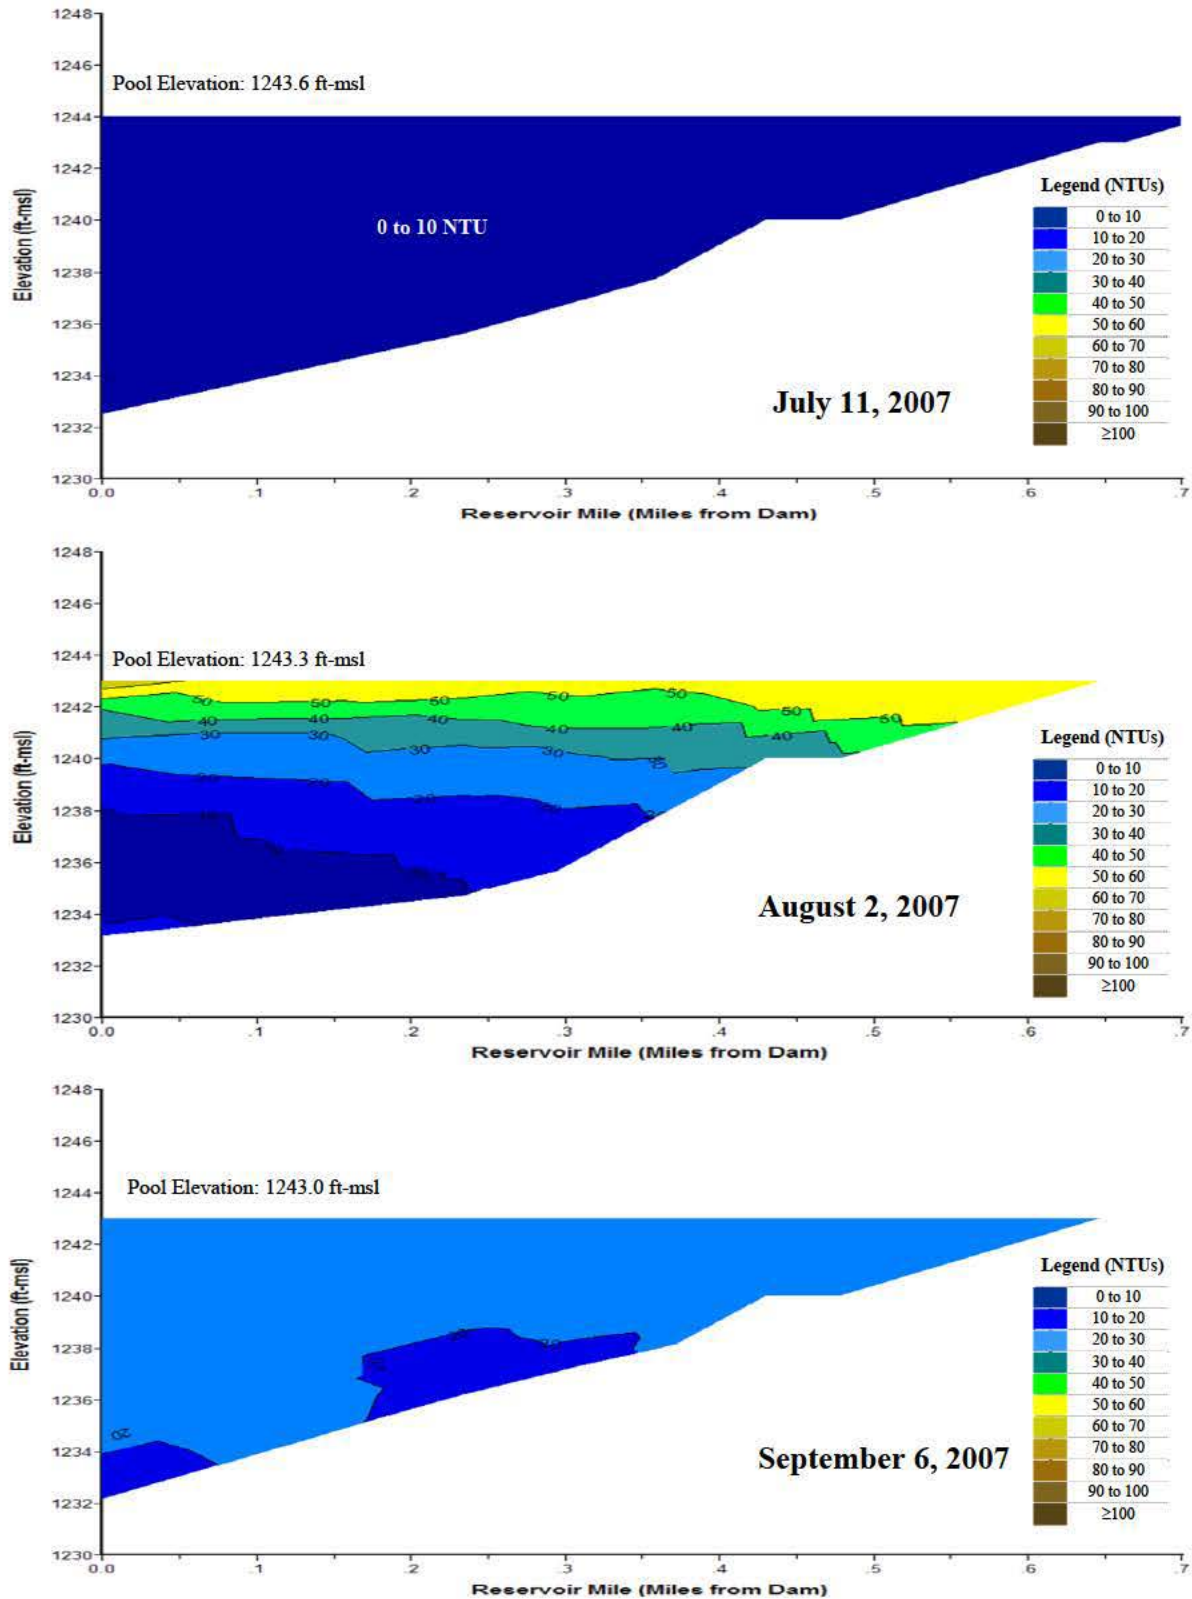 1248
1246
Pool Elevation: 1243.6 ft-msl
1244
1242
Legend (NTUs)
0 to 10
1240
0 to 10 NTU
10 to 20
20 to 30
Elevation (ft-msl)
1238
30 to 40
40 to 50
1236
50 to 60
60 to 70
1234
70 to 80
80 to 90
July 11, 2007
90 to 100
1232
≥100
1230
0.0 .1 .2 .3 .4 .5 .6 .7
Reservoir Mile (Miles from Dam)
1248
1246
1244
Pool Elevation: 1243.3 ft-msl
50 50 50 50 50 50 50
1242
40 40 40 40 40 40
Legend (NTUs)
30 30 30 30
1240
0 to 10
20 20 20
10 to 20
1238
20 to 30
Elevation (ft-msl)
30 to 40
1236
40 to 50
50 to 60
August 2, 2007
60 to 70
1234
70 to 80
80 to 90
1232
90 to 100
≥100
1230
0.0 .1 .2 .3 .4 .5 .6 .7
Reservoir Mile (Miles from Dam)
1248
1246
Pool Elevation: 1243.0 ft-msl
1244
1242
Legend (NTUs)
1240
0 to 10
10 to 20
Elevation (ft-msl)
20 to 30
1238
20
30 to 40
40 to 50
1236
50 to 60
60 to 70
20
1234
September 6, 2007
70 to 80
80 to 90
1232
90 to 100
≥100
1230
0.0 .1 .2 .3 .4 .5 .6 .7
Reservoir Mile (Miles from Dam)